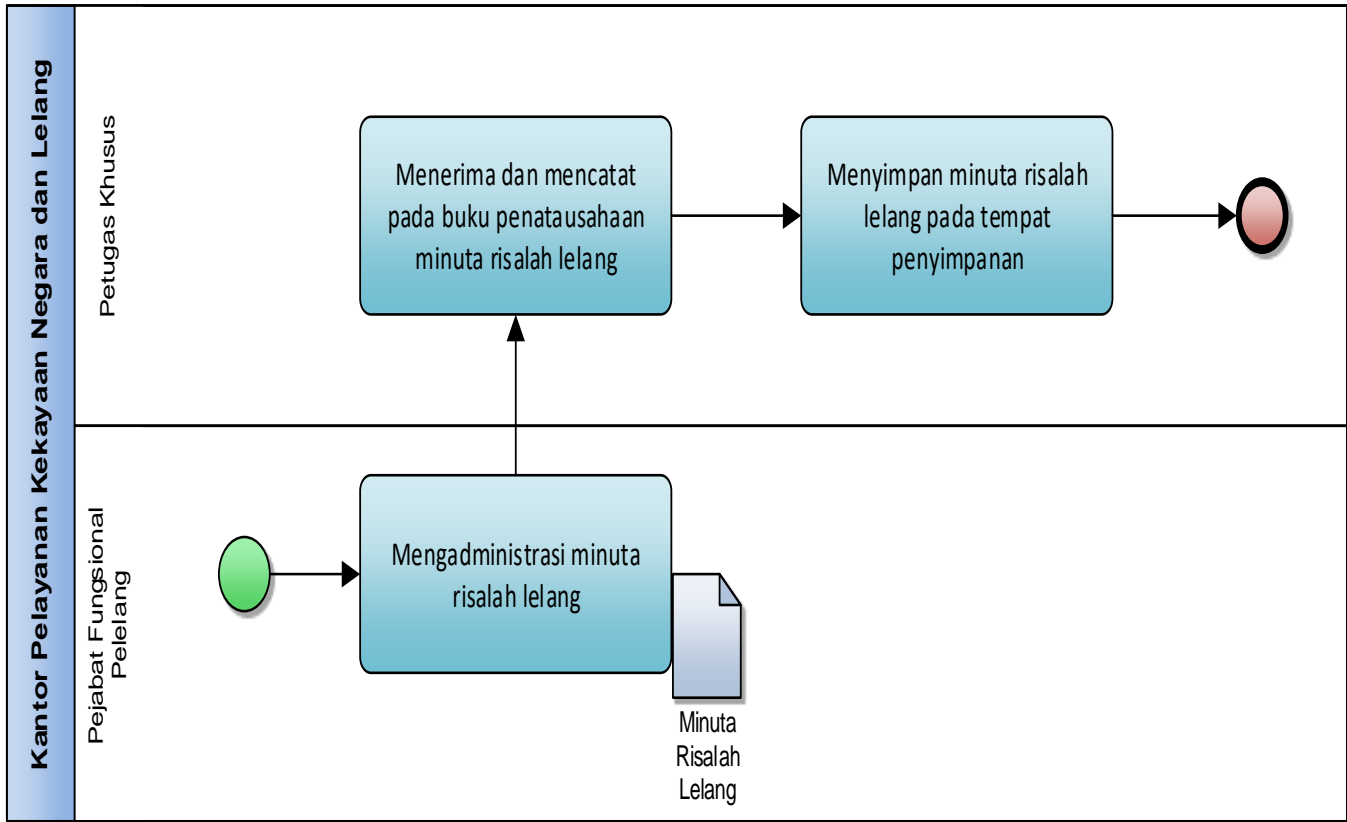 Kantor Pelayanan Kekayaan Negara dan Lelang
Petugas Khusus
Menerima dan mencatat
pada buku penatausahaan
minuta risalah lelang
Menyimpan minuta risalah
lelang pada tempat
penyimpanan
Pejabat Fungsional
Pelelang
Mengadministrasi minuta
risalah lelang
Minuta
Risalah
Lelang